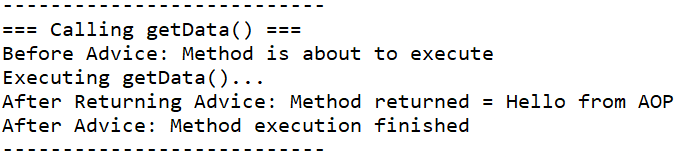 ---------------------------
=== Calling getData() ===
Before Advice: Method is about to execute
Executing getData()...
After Returning Advice: Method returned = Hello from AOP
After Advice: Method execution finished
---------------------------